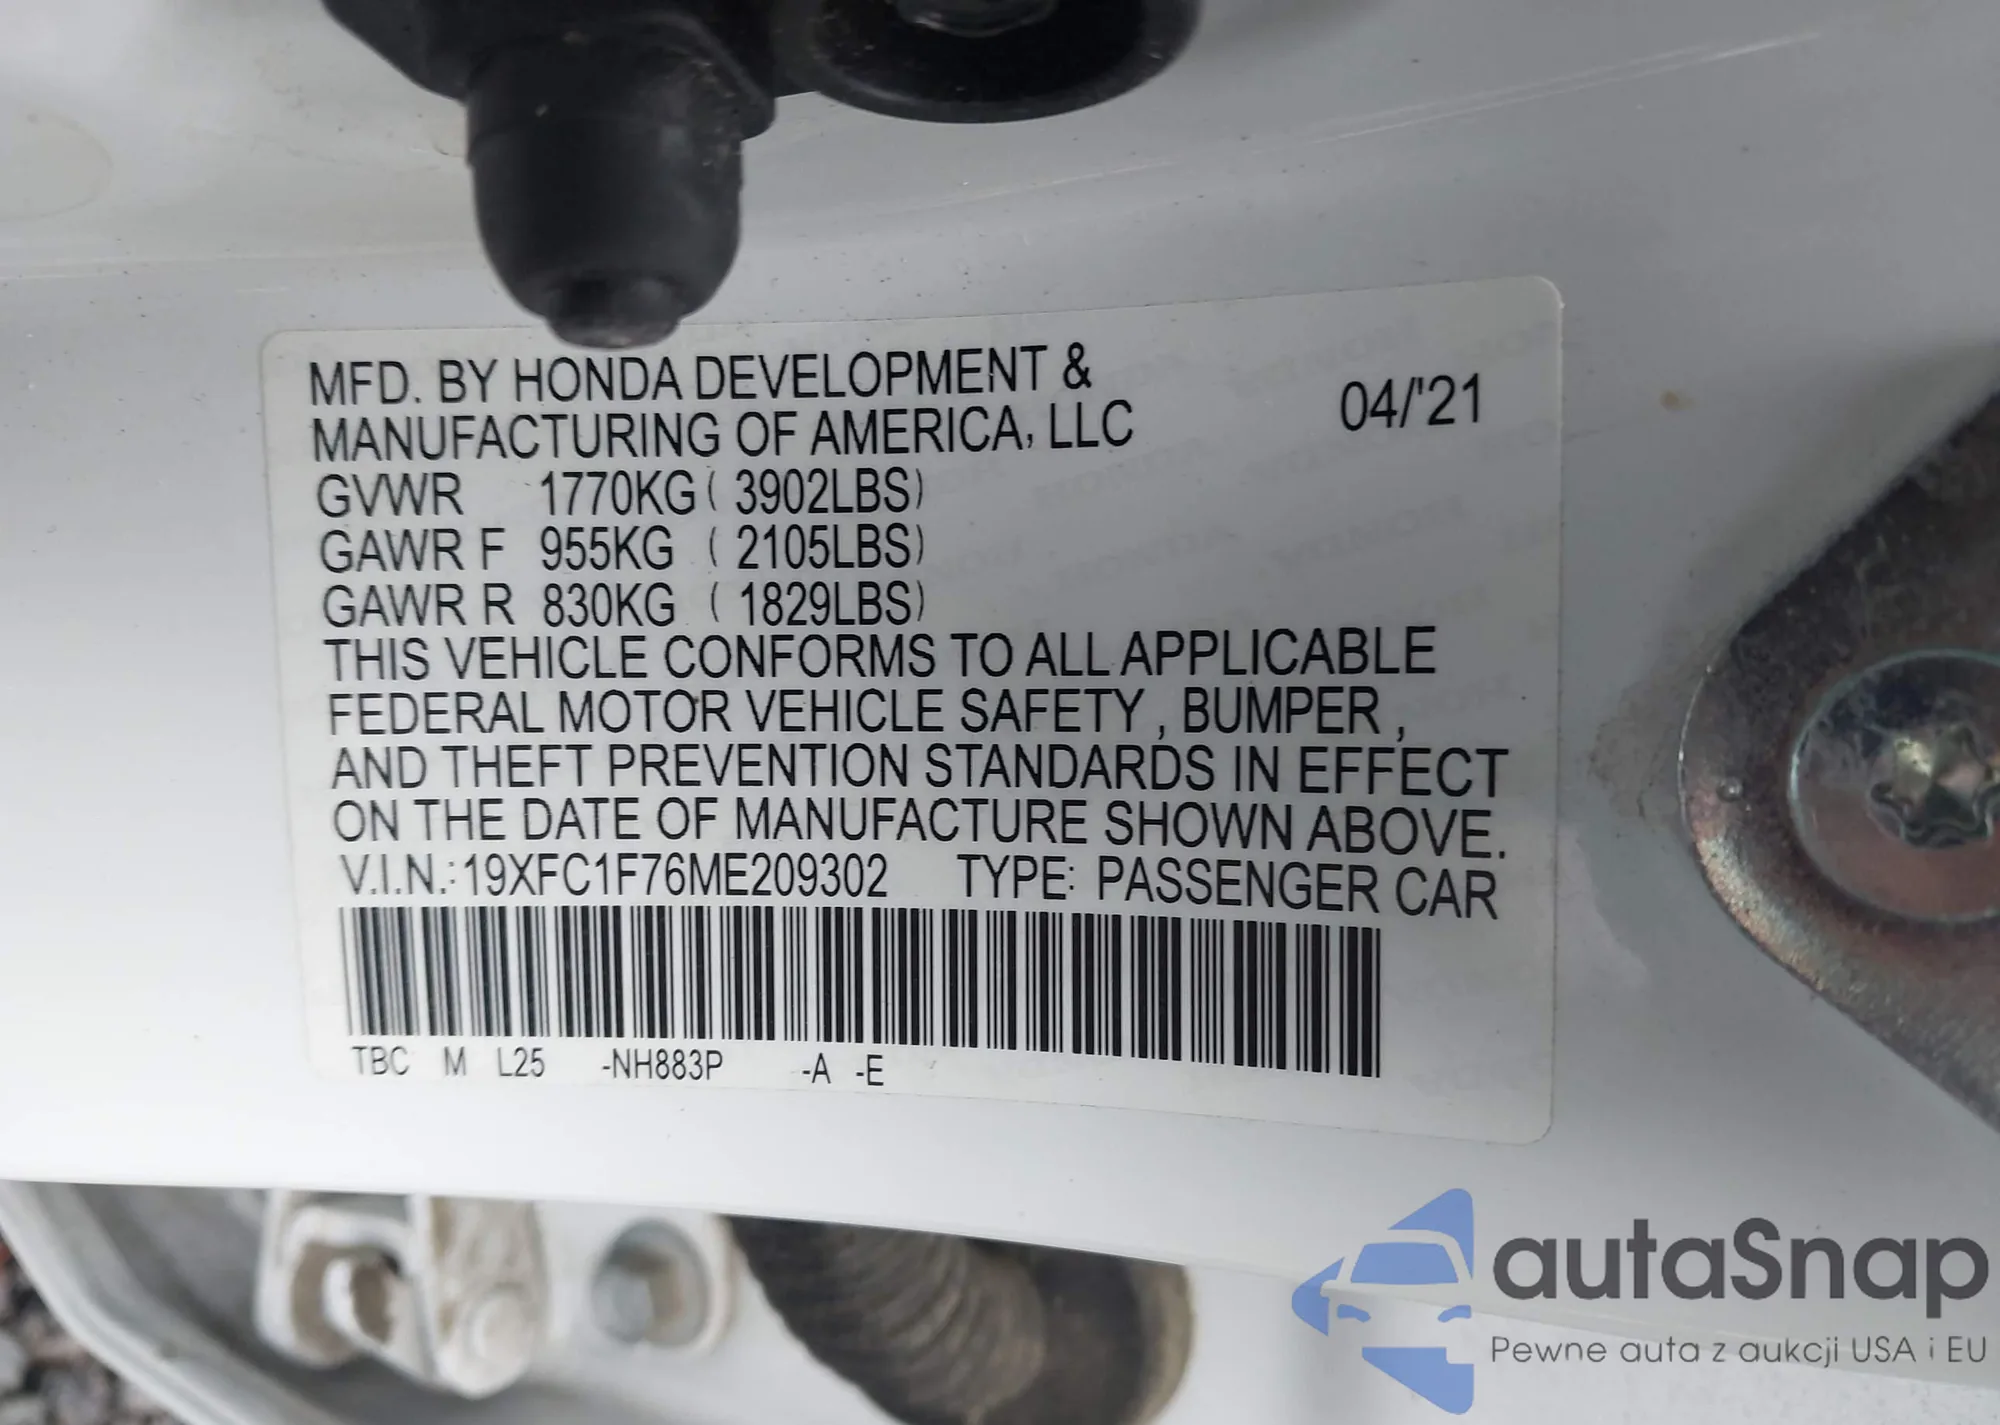 MFD. BY HONDA DEVELOPMENT &
MANUFACTURING OF AMERICA, LLC
04/'21
GVWR 1770KG ( 3902LBS)
GAWR F 955KG ( 2105LBS)
GAWR R 830KG ( 1829LBS)
THIS VEHICLE CONFORMS TO ALL APPLICABLE
FEDERAL MOTOR VEHICLE SAFETY , BUMPER ,
AND THEFT PREVENTION STANDARDS IN EFFECT
ON THE DATE OF MANUFACTURE SHOWN ABOVE.
V.I.N.:19XFC1F76ME209302 TYPE: PASSENGER CAR
TBC M L25 -NH883P -A -E
autaSnap
Pewne auta z aukcji USA i EU